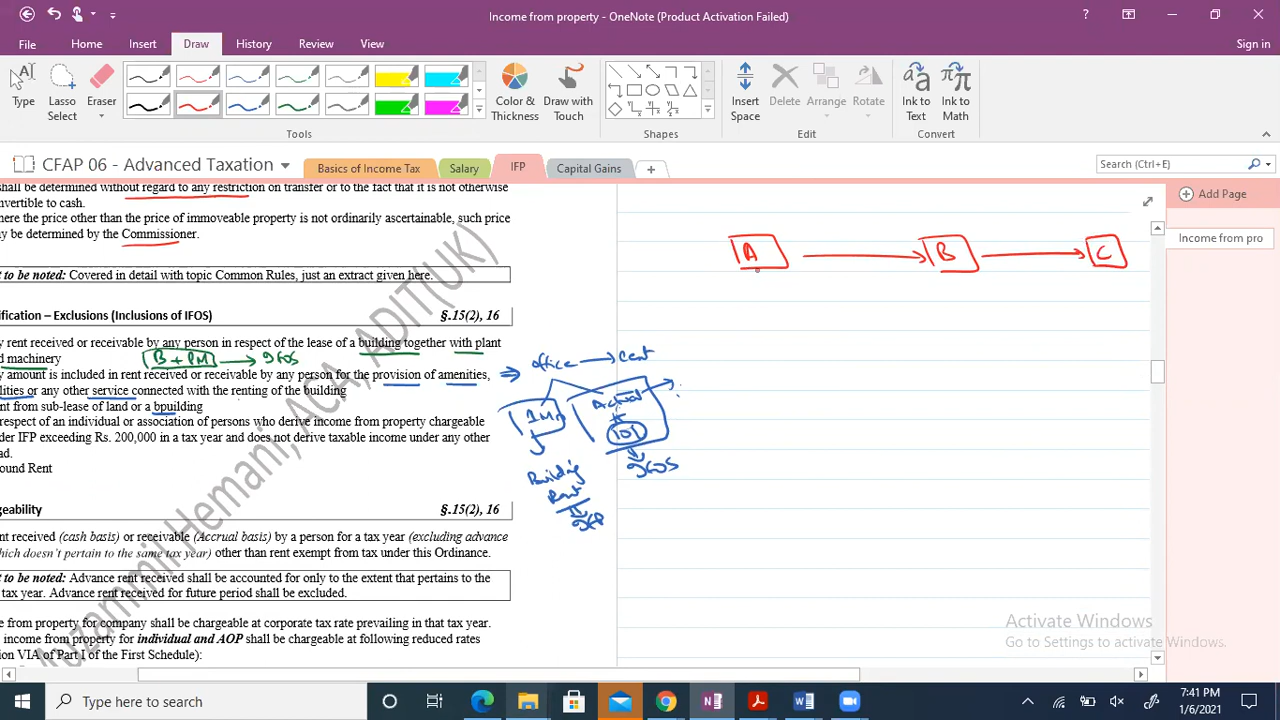 Income from property - OneNote (Product Activation Failed)
Sign in
File
Home
Insert
Draw
History
Review
View
Type
Lasso
Select
Eraser
Color &
Thickness
Draw with
Touch
Insert
Space
Delete
Arrange
Rotate
Ink to
Text
Ink to
Math
Tools
Shapes
Edit
Convert
CFAP 06 - Advanced Taxation
Basics of Income Tax
Salary
IFP
Capital Gains
Search (Ctrl+E)
Add Page
Income from pro
shall be determined without regard to any restriction on transfer or to the fact that it is not otherwise
onvertible to cash.
here the price other than the price of immoveable property is not ordinarily ascertainable, such price
ay be determined by the Commissioner.
t to be noted: Covered in detail with topic Common Rules, just an extract given here.
ification – Exclusions (Inclusions of IFOS) §.15(2), 16
y rent received or receivable by any person in respect of the lease of a building together with plant
d machinery
B + PM
y amount is included in rent received or receivable by any person for the provision of amenities,
ilities or any other service connected with the renting of the building
ent from sub-lease of land or a bpuilding
respect of an individual or association of persons who derive income from property chargeable
der IFP exceeding Rs. 200,000 in a tax year and does not derive taxable income under any other
ad.
ound Rent
geability §.15(2), 16
nt received (cash basis) or receivable (Accrual basis) by a person for a tax year (excluding advance
hich doesn't pertain to the same tax year) other than rent exempt from tax under this Ordinance.
t to be noted: Advance rent received shall be accounted for only to the extent that pertains to the
tax year. Advance rent received for future period shall be excluded.
e from property for company shall be chargeable at corporate tax rate prevailing in that tax year.
income from property for individual and AOP shall be chargeable at following reduced rates
ion VIA of Part I of the First Schedule):
uzammil Hemani, ACA, ADIT(UK)
office
Building
Rent
A
B
C
Activate Windows
Go to Settings to activate Windows.
Type here to search
7:41 PM
1/6/2021